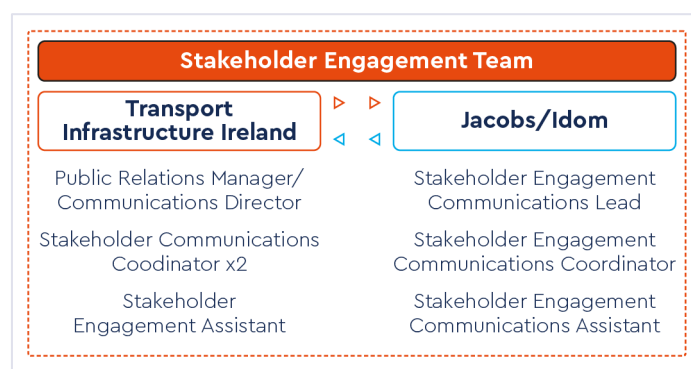 Stakeholder Engagement Team
Transport
Infrastructure Ireland
Public Relations Manager/
Communications Director
Stakeholder Communications
Coodinator x2
Stakeholder
Engagement Assistant
Jacobs/Idom
Stakeholder Engagement
Communications Lead
Stakeholder Engagement
Communications Coordinator
Stakeholder Engagement
Communications Assistant